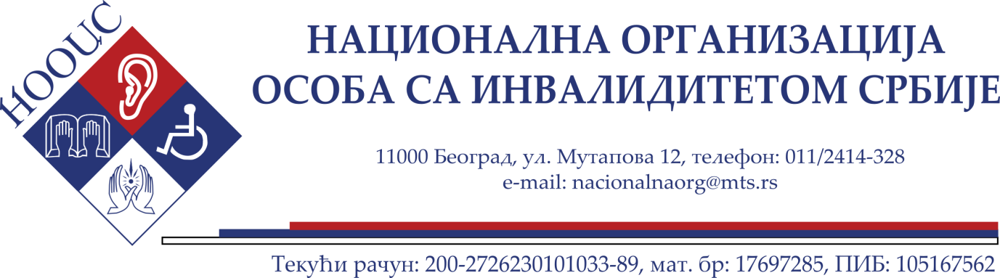 НООИС
НАЦИОНАЛНА ОРГАНИЗАЦИЈА
ОСОБА СА ИНВАЛИДИТЕТОМ СРБИЈЕ
11000 Београд, ул. Мутапова 12, телефон: 011/2414-328
e-mail: nacionalnaorg@mts.rs
Текући рачун: 200-2726230101033-89, мат. бр: 17697285, ПИБ: 105167562